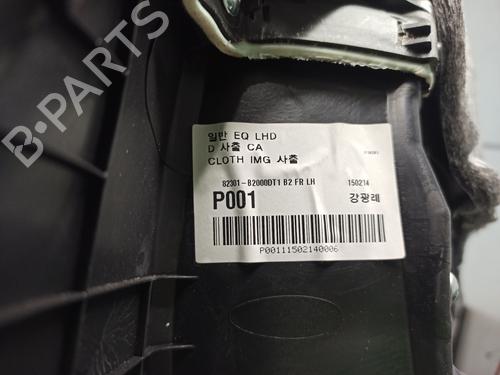 일반 EQ LHD
D 사출 CA
CLOTH IMG 사출
82301-B2000DT1 B2 FR LH 150214
P001 강광례
P00111502140006